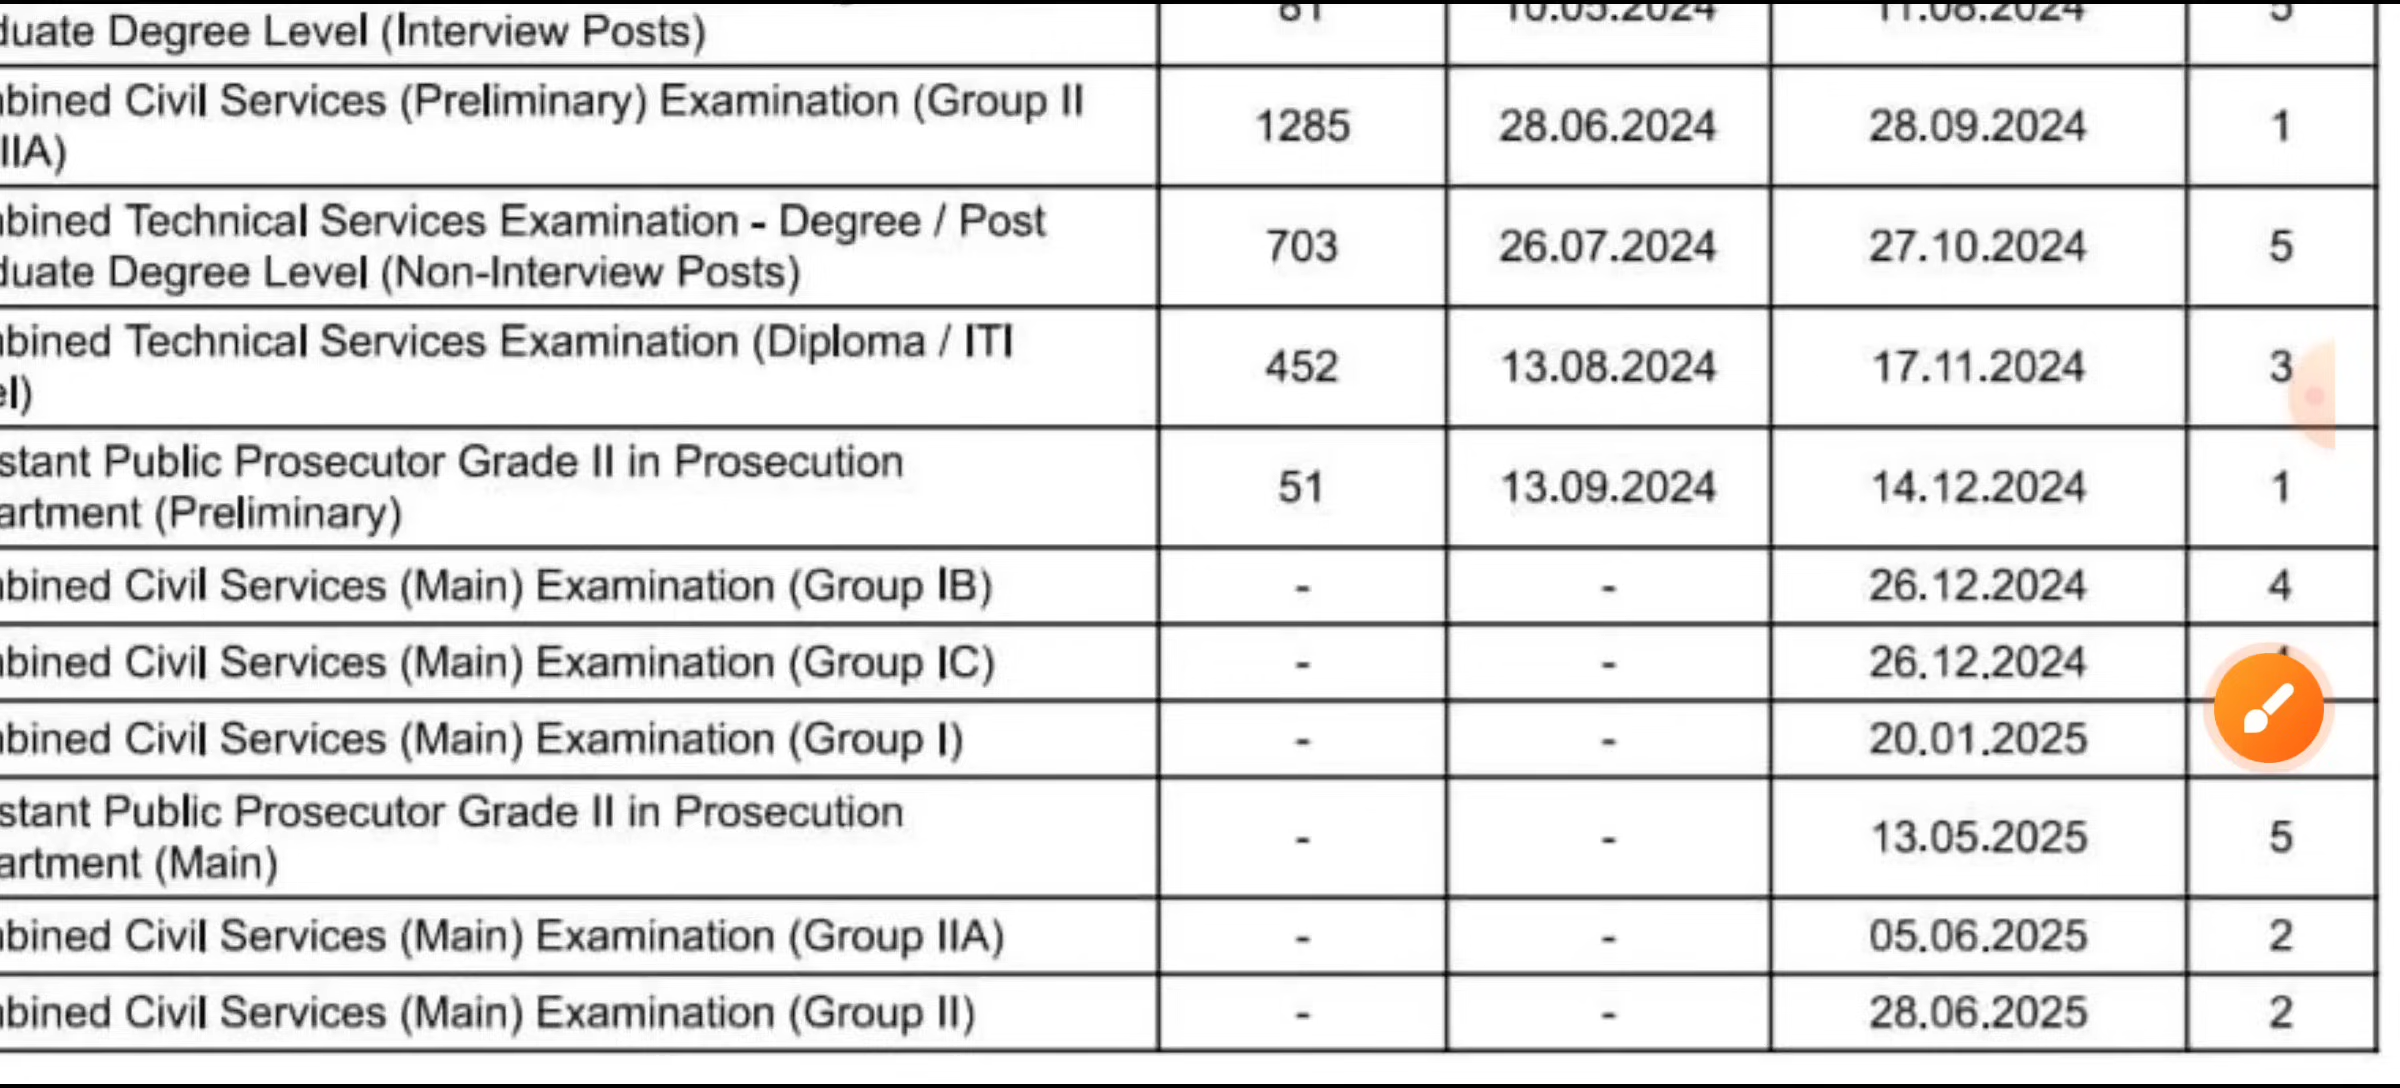 duate Degree Level (Interview Posts)
bined Civil Services (Preliminary) Examination (Group II
IIA)
1285 28.06.2024 28.09.2024 1
bined Technical Services Examination - Degree / Post
duate Degree Level (Non-Interview Posts)
703 26.07.2024 27.10.2024 5
bined Technical Services Examination (Diploma / ITI
el)
452 13.08.2024 17.11.2024 3
stant Public Prosecutor Grade II in Prosecution
artment (Preliminary)
51 13.09.2024 14.12.2024 1
bined Civil Services (Main) Examination (Group IB) - - 26.12.2024 4
bined Civil Services (Main) Examination (Group IC) - - 26.12.2024
bined Civil Services (Main) Examination (Group I) - - 20.01.2025
stant Public Prosecutor Grade II in Prosecution
artment (Main)
- - 13.05.2025 5
bined Civil Services (Main) Examination (Group IIA) - - 05.06.2025 2
bined Civil Services (Main) Examination (Group II) - - 28.06.2025 2